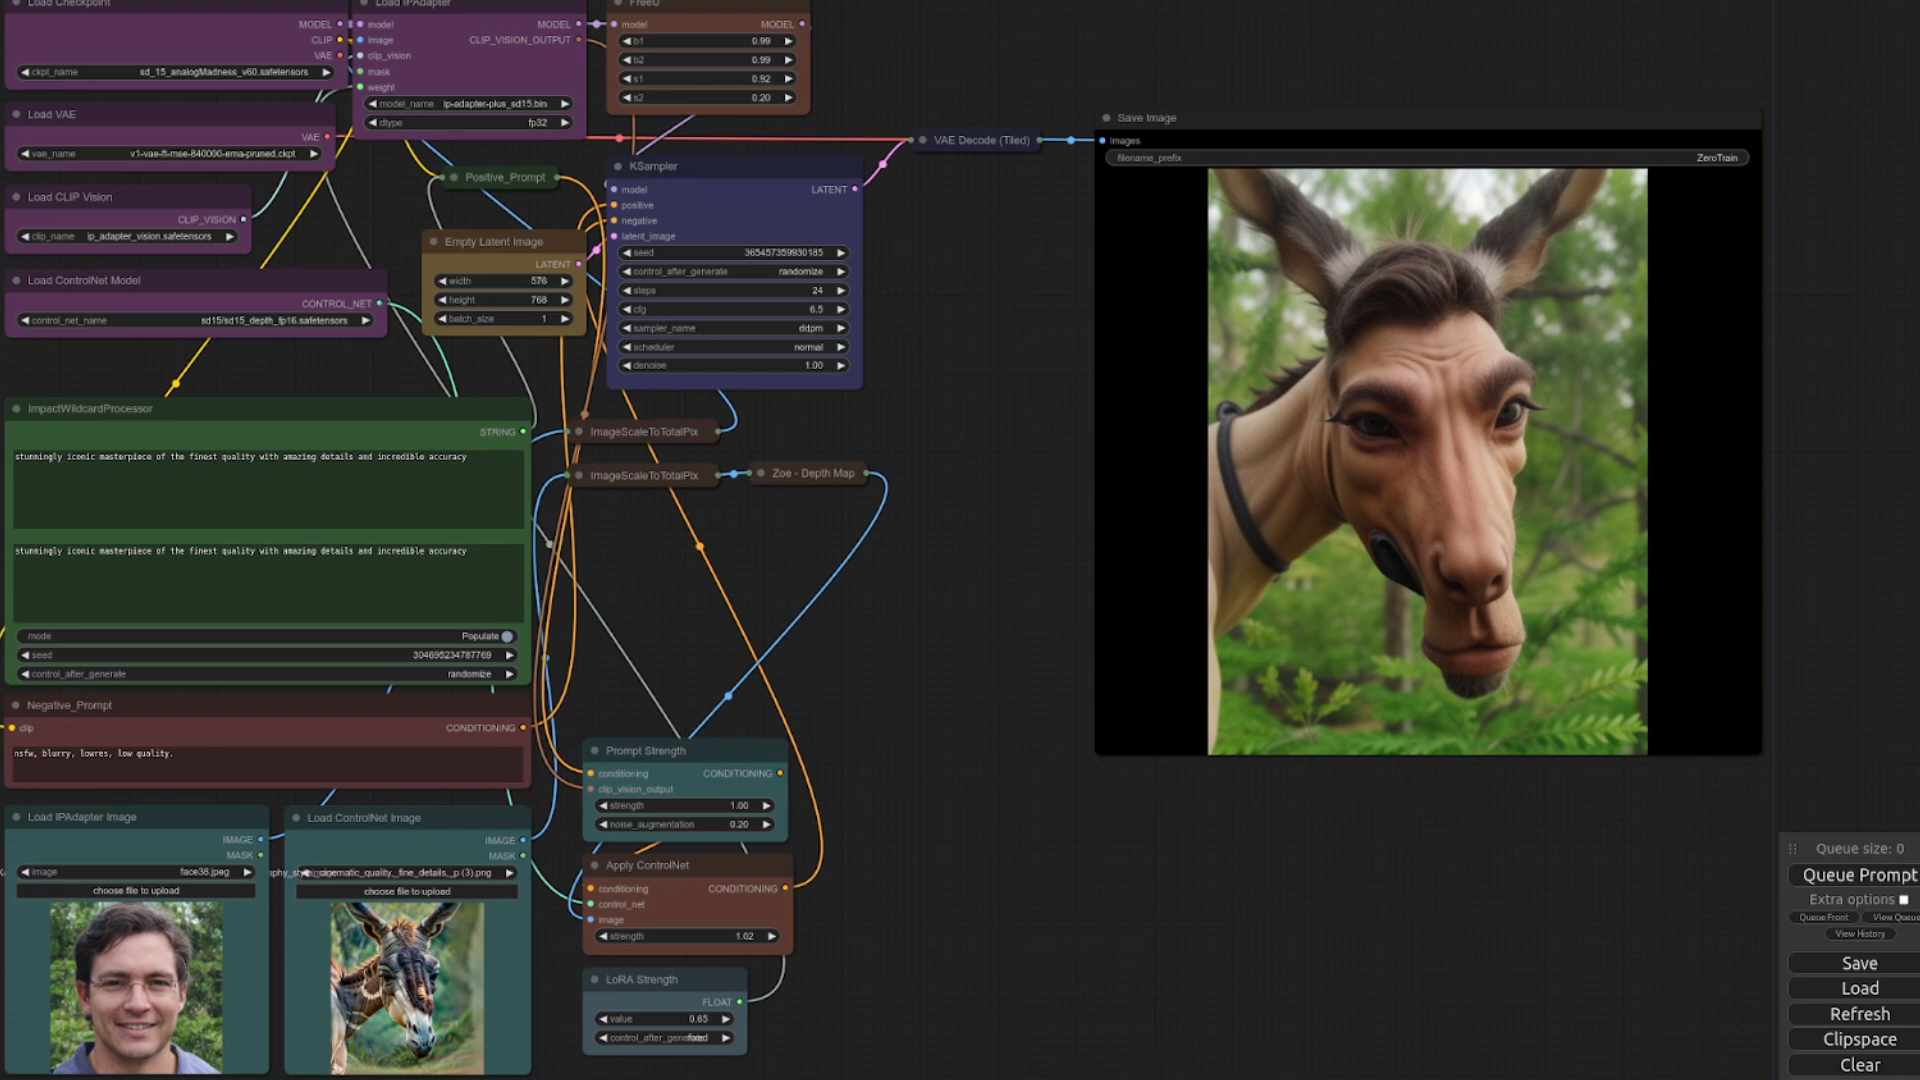 Load Checkpoint
MODEL
CLIP
VAE
ckpt_name sd_15_analogMadness_v60.safetensors
Load VAE
VAE
vae_name v1-vae-ft-mse-840000-ema-pruned.ckpt
Load CLIP Vision
CLIP_VISION
clip_name ip_adapter_vision.safetensors
Load ControlNet Model
CONTROL_NET
control_net_name sd15/sd15_depth_fp16.safetensors
Load IPAdapter
model MODEL
image CLIP_VISION_OUTPUT
clip_vision
mask
weight
model_name ip-adapter-plus_sd15.bin
dtype fp32
FreeU
model MODEL
b1 0.99
b2 0.99
s1 0.92
s2 0.20
Positive_Prompt
Empty Latent Image
LATENT
width 576
height 768
batch_size 1
KSampler
model LATENT
positive
negative
latent_image
seed 365457359930185
control_after_generate randomize
steps 24
cfg 6.5
sampler_name ddpm
scheduler normal
denoise 1.00
VAE Decode (Tiled)
Save Image
images
filename_prefix ZeroTrain
ImpactWildcardProcessor
STRING
stunningly iconic masterpiece of the finest quality with amazing details and incredible accuracy
stunningly iconic masterpiece of the finest quality with amazing details and incredible accuracy
mode Populate
seed 304695234787769
control_after_generate randomize
ImageScaleToTotalPix
ImageScaleToTotalPix
Zoe - Depth Map
Negative_Prompt
clip CONDITIONING
nsfw, blurry, lowres, low quality.
Load IPAdapter Image
IMAGE
MASK
image face38.jpeg
choose file to upload
Load ControlNet Image
IMAGE
MASK
choose file to upload
Prompt Strength
conditioning CONDITIONING
clip_vision_output
strength 1.00
noise_augmentation 0.20
Apply ControlNet
conditioning CONDITIONING
control_net
image
strength 1.02
LoRA Strength
FLOAT
value 0.65
Queue size: 0
Queue Prompt
Extra options
Queue Front View Queue
View History
Save
Load
Refresh
Clipspace
Clear